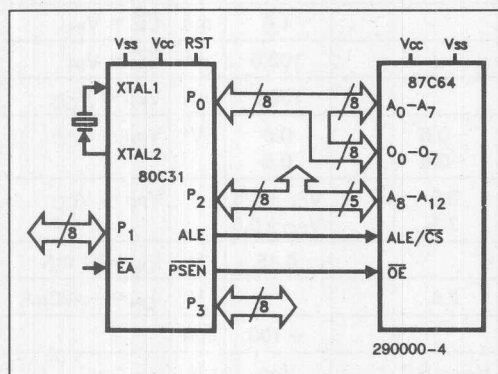 Vss Vcc RST
Vcc Vss
XTAL1
XTAL2
80C31
P0
P2
ALE
PSEN
P3
P1
EA
8
8
8
8
5
8
8
87C64
A0-A7
O0-O7
A8-A12
ALE/CS
OE
290000-4